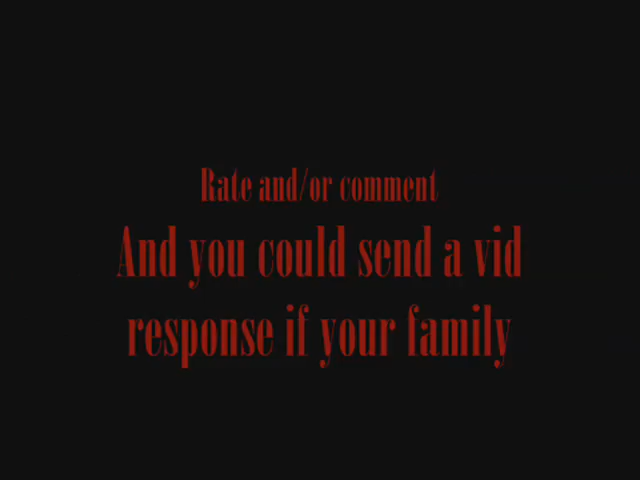 Rate and/or comment
And you could send a vid
response if your family